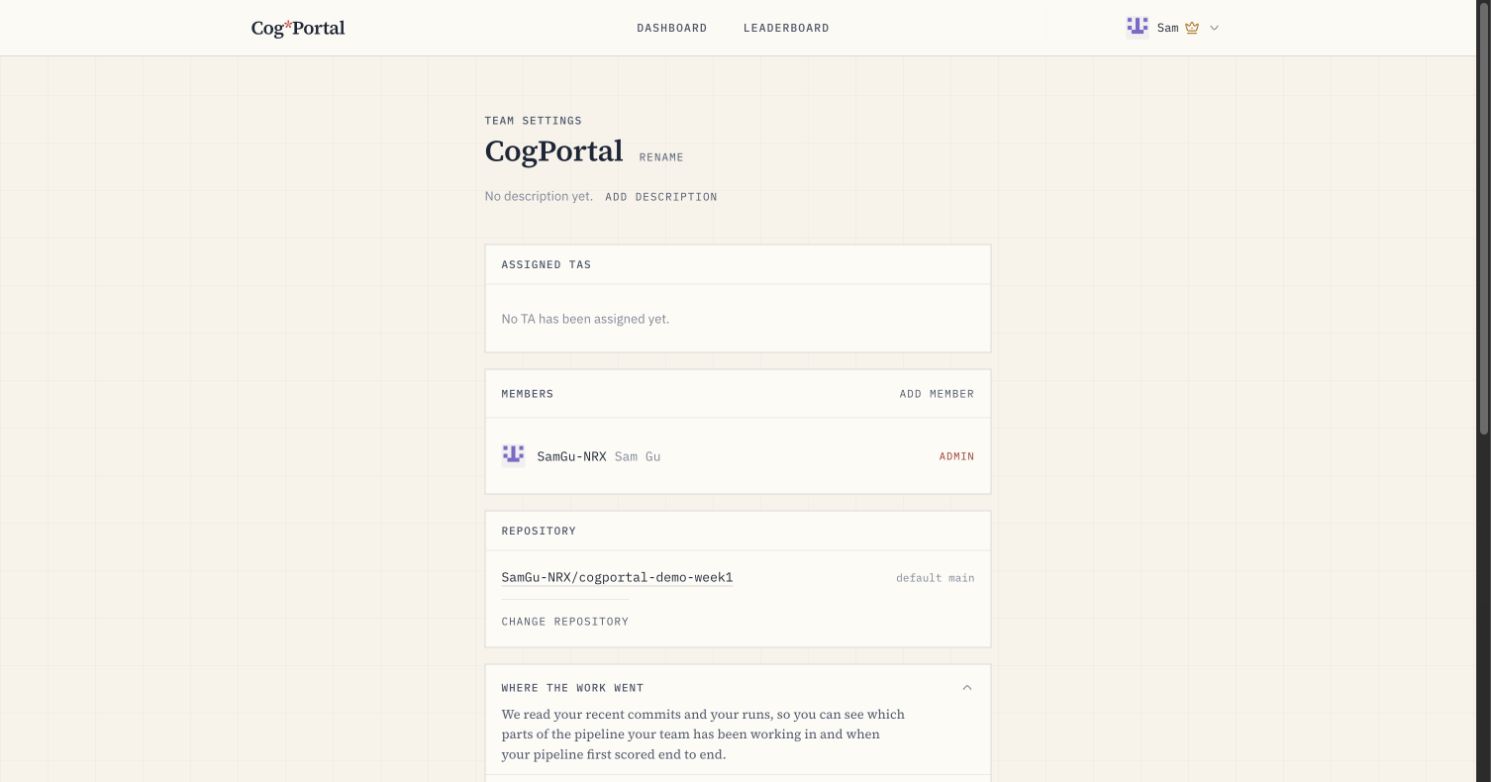 Cog*Portal
DASHBOARD
LEADERBOARD
Sam
TEAM SETTINGS
CogPortal
RENAME
No description yet.
ADD DESCRIPTION
ASSIGNED TAS
No TA has been assigned yet.
MEMBERS
ADD MEMBER
SamGu-NRX Sam Gu
ADMIN
REPOSITORY
SamGu-NRX/cogportal-demo-week1
default main
CHANGE REPOSITORY
WHERE THE WORK WENT
We read your recent commits and your runs, so you can see which
parts of the pipeline your team has been working in and when
your pipeline first scored end to end.